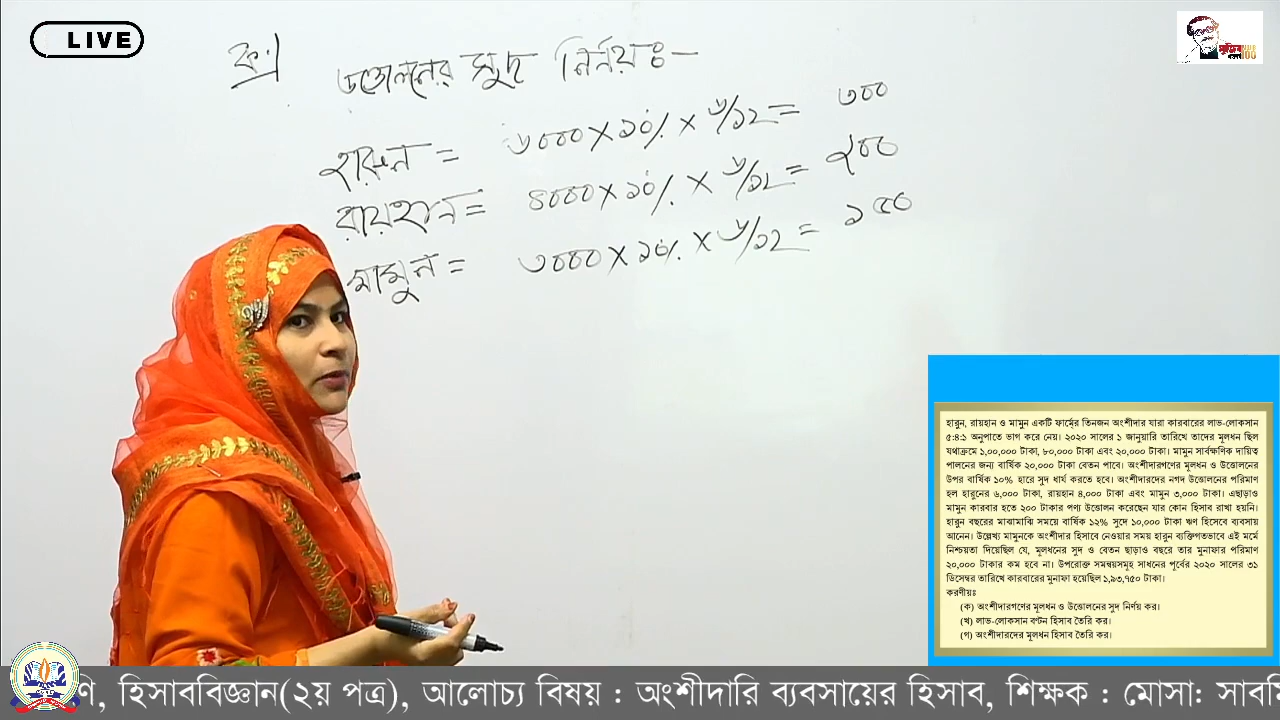 LIVE
ক)
উত্তোলনের সুদ নির্নয়ঃ-
হারুন = ৬০০০ × ১০% × ৬/১২ = ৩০০
রায়হান = ৪০০০ × ১০% × ৬/১২ = ২০০
মামুন = ৩০০০ × ১০% × ৬/১২ = ১৫০
হারুন, রায়হান ও মামুন একটি ফার্মের তিনজন অংশীদার যারা কারবারের লাভ-লোকসান
৫:৪:১ অনুপাতে ভাগ করে নেয়। ২০২০ সালের ১ জানুয়ারি তারিখে তাদের মূলধন ছিল
যথাক্রমে ১,০০,০০০ টাকা, ৮০,০০০ টাকা এবং ২০,০০০ টাকা। মামুন সার্বক্ষণিক দায়িত্ব
পালনের জন্য বার্ষিক ২০,০০০ টাকা বেতন পাবে। অংশীদারগণের মূলধন ও উত্তোলনের
উপর বার্ষিক ১০% হারে সুদ ধার্য করতে হবে। অংশীদারদের নগদ উত্তোলনের পরিমাণ
হল হারুনের ৬,০০০ টাকা, রায়হান ৪,০০০ টাকা এবং মামুন ৩,০০০ টাকা। এছাড়াও
মামুন কারবার হতে ২০০ টাকার পণ্য উত্তোলন করেছেন যার কোন হিসাব রাখা হয়নি।
হারুন বছরের মাঝামাঝি সময়ে বার্ষিক ১২% সুদে ১০,০০০ টাকা ঋণ হিসেবে ব্যবসায়
আনেন। উল্লেখ্য মামুনকে অংশীদার হিসাবে নেওয়ার সময় হারুন ব্যক্তিগতভাবে এই মর্মে
নিশ্চয়তা দিয়েছিল যে, মূলধনের সুদ ও বেতন ছাড়াও বছরে তার মুনাফার পরিমাণ
২০,০০০ টাকার কম হবে না। উপরোক্ত সমন্বয়সমূহ সাধনের পূর্বের ২০২০ সালের ৩১
ডিসেম্বর তারিখে কারবারের মুনাফা হয়েছিল ১,৯৩,৭৫০ টাকা।
করণীয়ঃ
(ক) অংশীদারগণের মূলধন ও উত্তোলনের সুদ নির্ণয় কর।
(খ) লাভ-লোকসান বণ্টন হিসাব তৈরি কর।
(গ) অংশীদারদের মূলধন হিসাব তৈরি কর।
ণি, হিসাববিজ্ঞান(২য় পত্র), আলোচ্য বিষয় : অংশীদারি ব্যবসায়ের হিসাব, শিক্ষক : মোসা: সাবসি